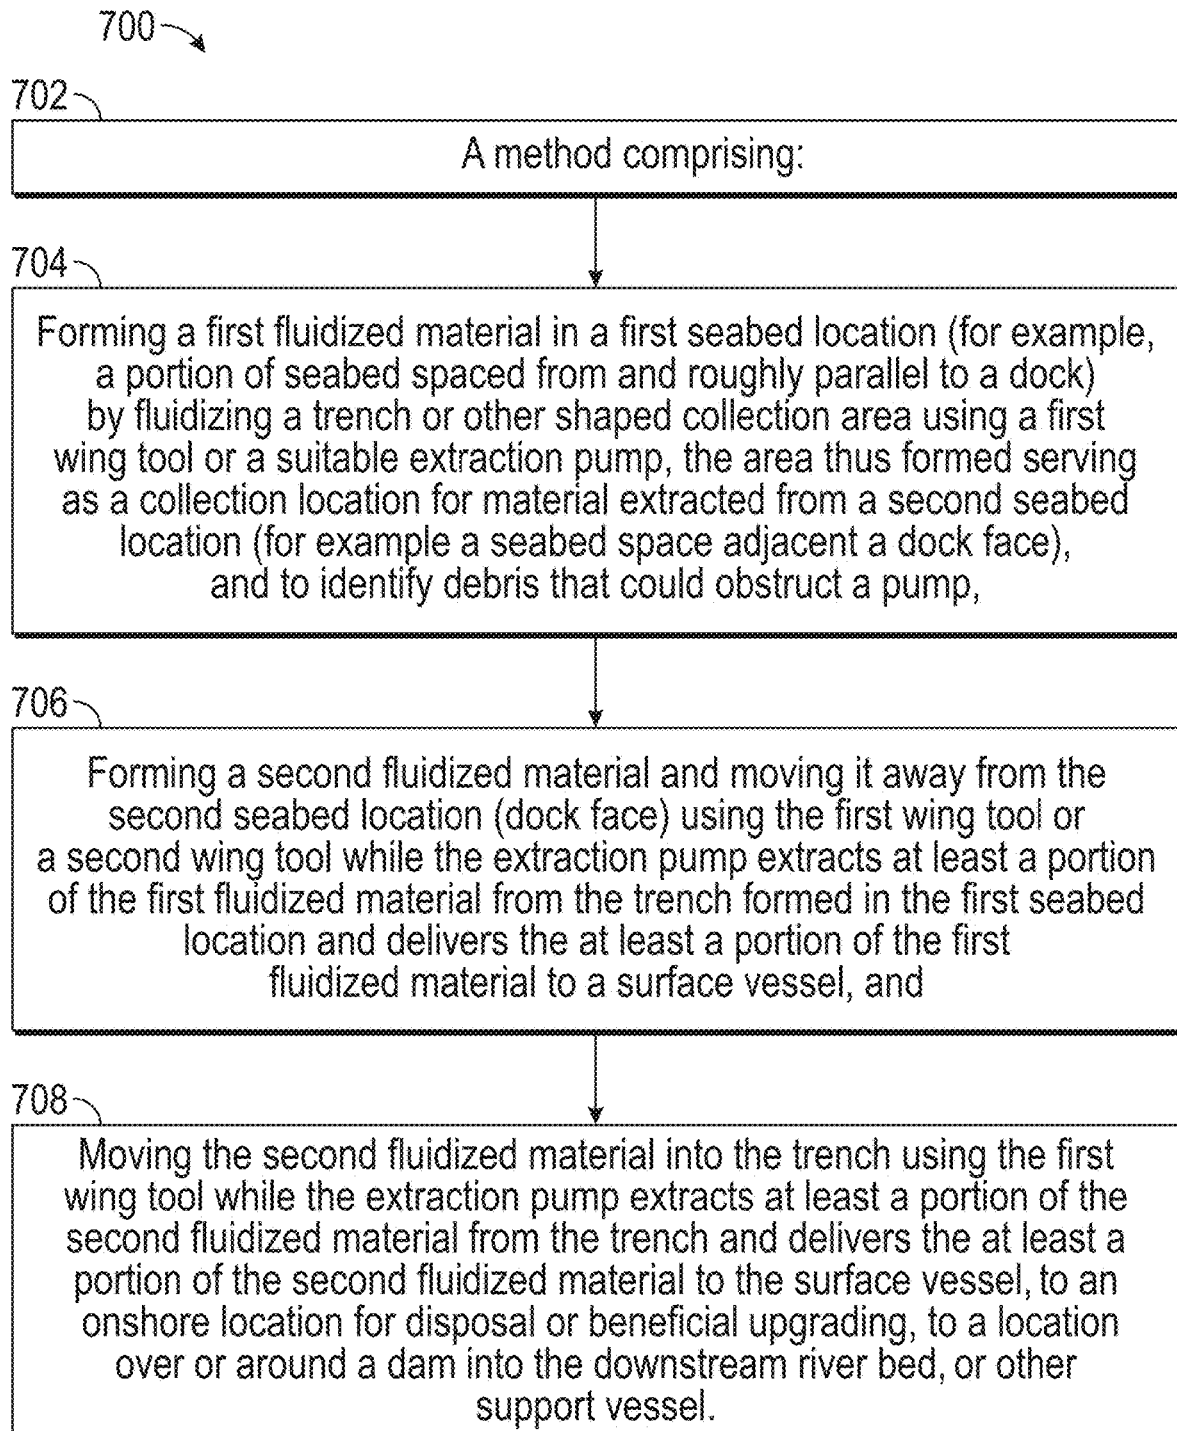 700
702
A method comprising:
704
Forming a first fluidized material in a first seabed location (for example,
a portion of seabed spaced from and roughly parallel to a dock)
by fluidizing a trench or other shaped collection area using a first
wing tool or a suitable extraction pump, the area thus formed serving
as a collection location for material extracted from a second seabed
location (for example a seabed space adjacent a dock face),
and to identify debris that could obstruct a pump,
706
Forming a second fluidized material and moving it away from the
second seabed location (dock face) using the first wing tool or
a second wing tool while the extraction pump extracts at least a portion
of the first fluidized material from the trench formed in the first seabed
location and delivers the at least a portion of the first
fluidized material to a surface vessel, and
708
Moving the second fluidized material into the trench using the first
wing tool while the extraction pump extracts at least a portion of the
second fluidized material from the trench and delivers the at least a
portion of the second fluidized material to the surface vessel, to an
onshore location for disposal or beneficial upgrading, to a location
over or around a dam into the downstream river bed, or other
support vessel.